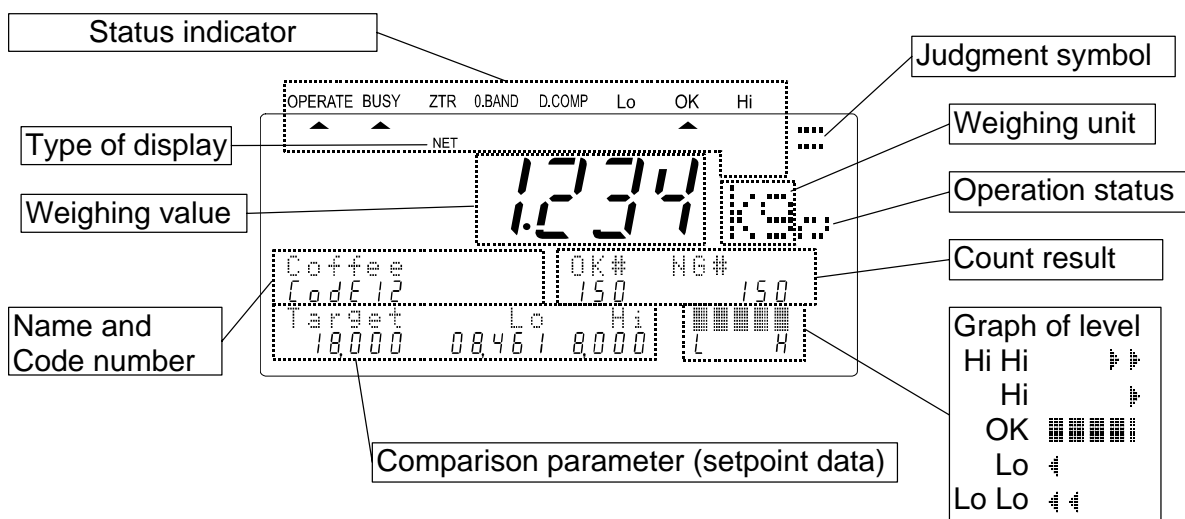 Status indicator
Judgment symbol
OPERATE BUSY ZTR 0.BAND D.COMP Lo OK Hi
Type of display
NET
Weighing unit
Weighing value
1.234 kg
Operation status
Coffee OK# NG#
CodE12 150 150
Count result
Name and
Code number
Target Lo Hi
18,000 08,461 8,000 L H
Graph of level
Hi Hi
Hi
OK
Lo
Lo Lo
Comparison parameter (setpoint data)